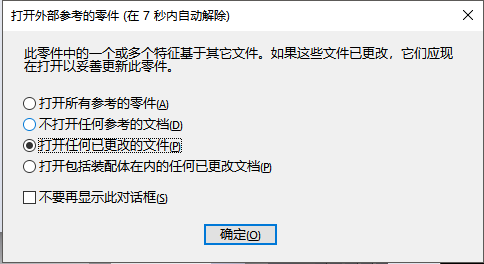 打开外部参考的零件 (在 7 秒内自动解除)
此零件中的一个或多个特征基于其它文件。如果这些文件已更改，它们应现
在打开以妥善更新此零件。
打开所有参考的零件(A)
不打开任何参考的文档(D)
打开任何已更改的文件(P)
打开包括装配体在内的任何已更改文档(P)
不要再显示此对话框(S)
确定(O)